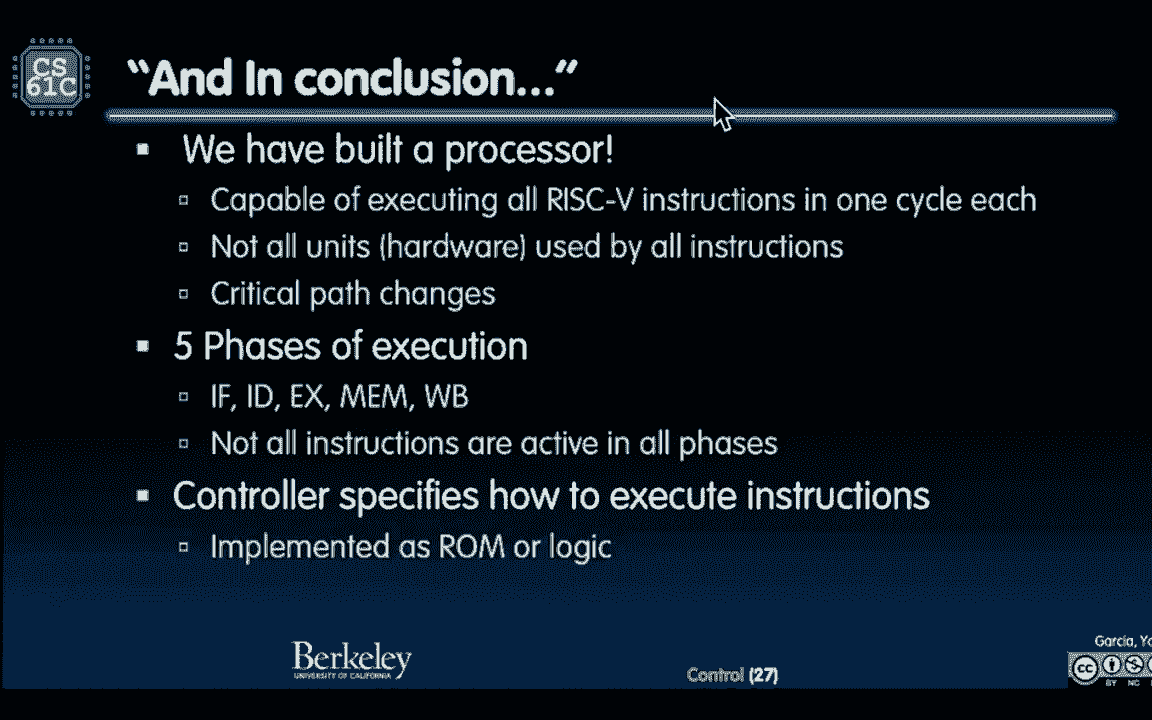 CS
61C
“And In conclusion...”
We have built a processor!
Capable of executing all RISC-V instructions in one cycle each
Not all units (hardware) used by all instructions
Critical path changes
5 Phases of execution
IF, ID, EX, MEM, WB
Not all instructions are active in all phases
Controller specifies how to execute instructions
Implemented as ROM or logic
Berkeley
UNIVERSITY OF CALIFORNIA
Control (27)
Garcia,
cc
BY NC